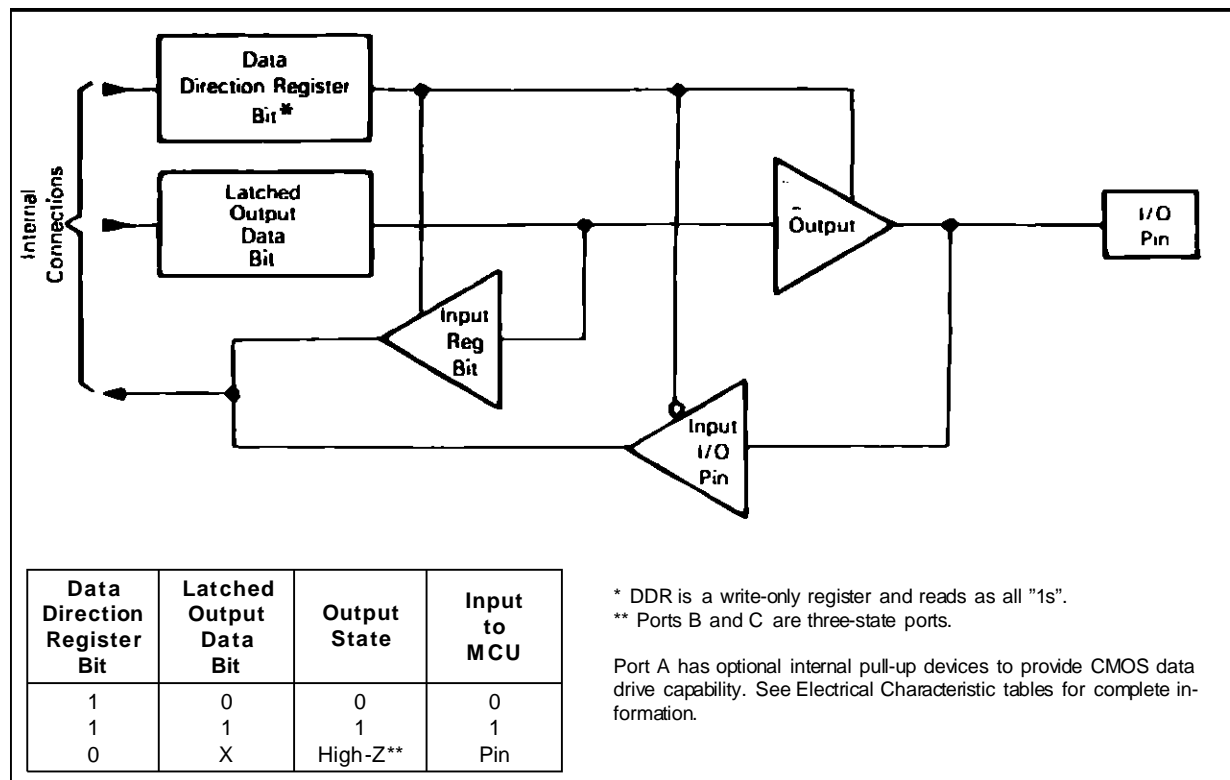 Data
Direction Register
Bit*
Internal
Connections
Latched
Output
Data
Bit
Output
I/O
Pin
Input
Reg
Bit
Input
I/O
Pin
Data
Direction
Register
Bit
Latched
Output
Data
Bit
Output
State
Input
to
MCU
1 0 0 0
1 1 1 1
0 X High-Z** Pin
* DDR is a write-only register and reads as all "1s".
** Ports B and C are three-state ports.
Port A has optional internal pull-up devices to provide CMOS data
drive capability. See Electrical Characteristic tables for complete in-
formation.